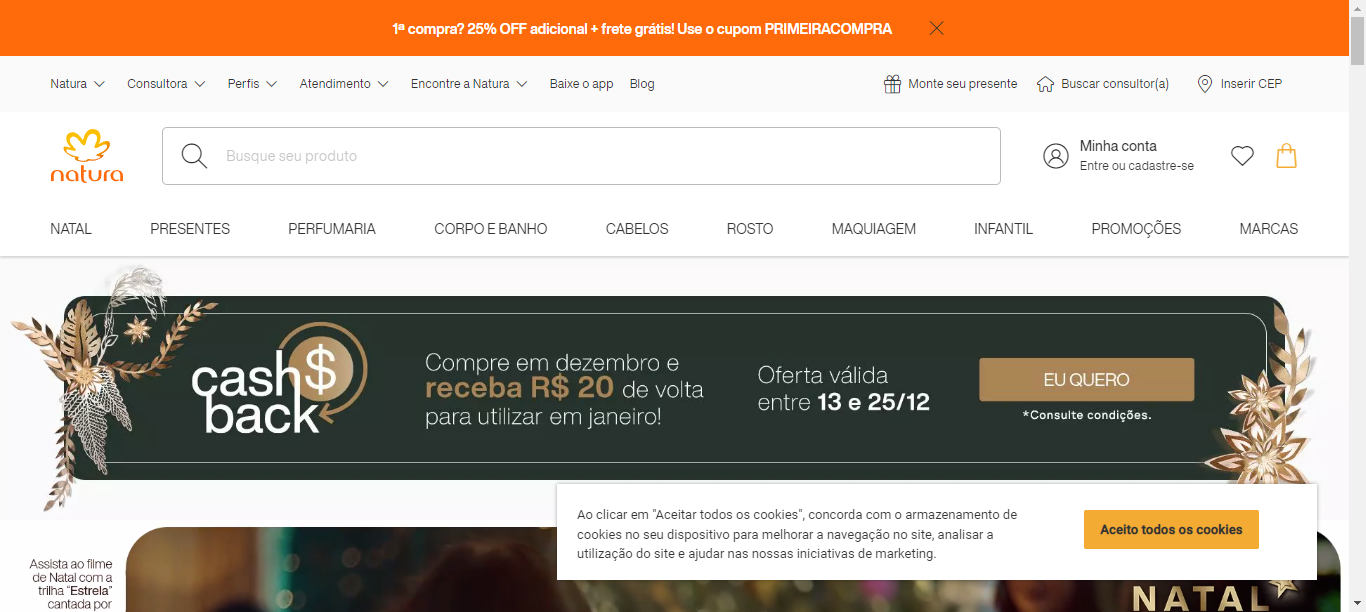 1ª compra? 25% OFF adicional + frete grátis! Use o cupom PRIMEIRACOMPRA
Natura
Consultora
Perfis
Atendimento
Encontre a Natura
Baixe o app
Blog
Monte seu presente
Buscar consultor(a)
Inserir CEP
natura
Busque seu produto
Minha conta
Entre ou cadastre-se
NATAL
PRESENTES
PERFUMARIA
CORPO E BANHO
CABELOS
ROSTO
MAQUIAGEM
INFANTIL
PROMOÇÕES
MARCAS
cash$
back
Compre em dezembro e
receba R$ 20 de volta
para utilizar em janeiro!
Oferta válida
entre 13 e 25/12
EU QUERO
*Consulte condições.
Ao clicar em "Aceitar todos os cookies", concorda com o armazenamento de
cookies no seu dispositivo para melhorar a navegação no site, analisar a
utilização do site e ajudar nas nossas iniciativas de marketing.
Aceito todos os cookies
Assista ao filme
de Natal com a
trilha “Estrela”
cantada por
NATAL